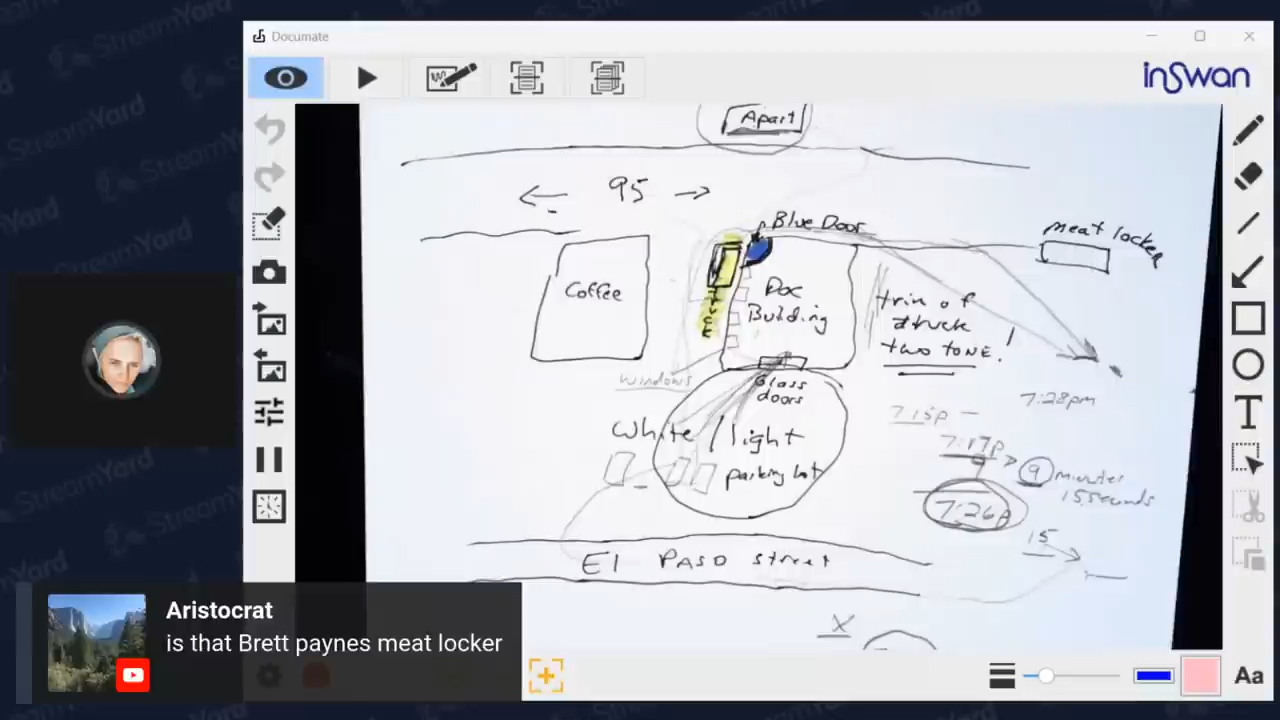 StreamYard
Documate
inSwan
Apart
95
Blue Door
meat locker
Coffee
Doc
Building
trim of
truck
two TONE!
windows
Glass
doors
White / light
parking lot
7:28pm
7:15p -
7:17p
9 minutes
15 seconds
7:26p
15
El PASO street
X
Aristocrat
is that Brett paynes meat locker
T
Aa